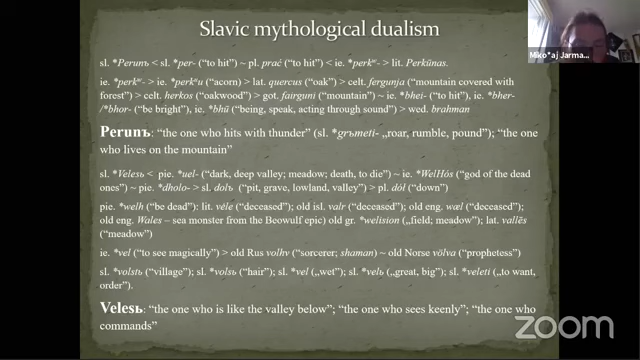 Slavic mythological dualism
Miko*aj Jarma...
sl. *Perunъ < sl. *per- (“to hit”) ~ pl. prać (“to hit”) < ie. *perkʷ- > lit. Perkūnas.
ie. *perkʷ- > ie. *perkʷu (“acorn) > lat. quercus (“oak”) > celt. fergunja (“mountain covered with
forest”) > celt. herkos (“oakwood”) > got. fairguni (“mountain”) ~ ie. *bhei- (“to hit”), ie. *bher-
/*bhor- (“be bright”), ie. *bhū (“being, speak, acting through sound”) > wed. brahman
Perunъ: “the one who hits with thunder” (sl. *grъmeti- „roar, rumble, pound”); “the one
who lives on the mountain”
sl. *Velesъ < pie. *uel- (“dark, deep valley; meadow; death, to die”) ~ ie. *WelHós (“god of the dead
ones”) ~ pie. *dholo- > sl. dolъ (“pit, grave, lowland, valley”) > pl. dół (“down”)
pie. *welh (“be dead): lit. vėlė (“deceased”); old isl. valr (“deceased”); old eng. wæl (“deceased”);
old eng. Wales – sea monster from the Beowulf epic) old gr. *welision („field; meadow”); lat. vallēs
(“meadow”)
ie. *vel (“to see magically”) > old Rus volhv (“sorcerer; shaman) ~ old Norse völva (“prophetess”)
sl. *volstь (“village”); sl. *volsъ (“hair”); sl. *vel („wet”); sl. *velъ („great, big”); sl. *veleti („to want,
order”).
Velesъ: “the one who is like the valley below”; “the one who sees keenly”; “the one who
commands”
zoom